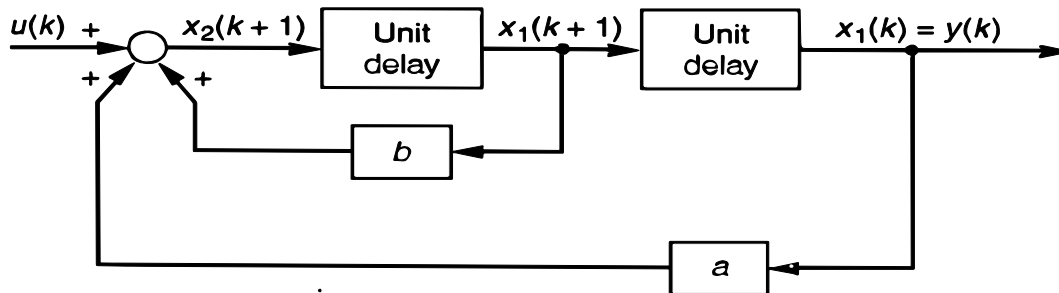 u(k)
+
x₂(k + 1)
Unit
delay
x₁(k + 1)
Unit
delay
x₁(k) = y(k)
+
+
b
a